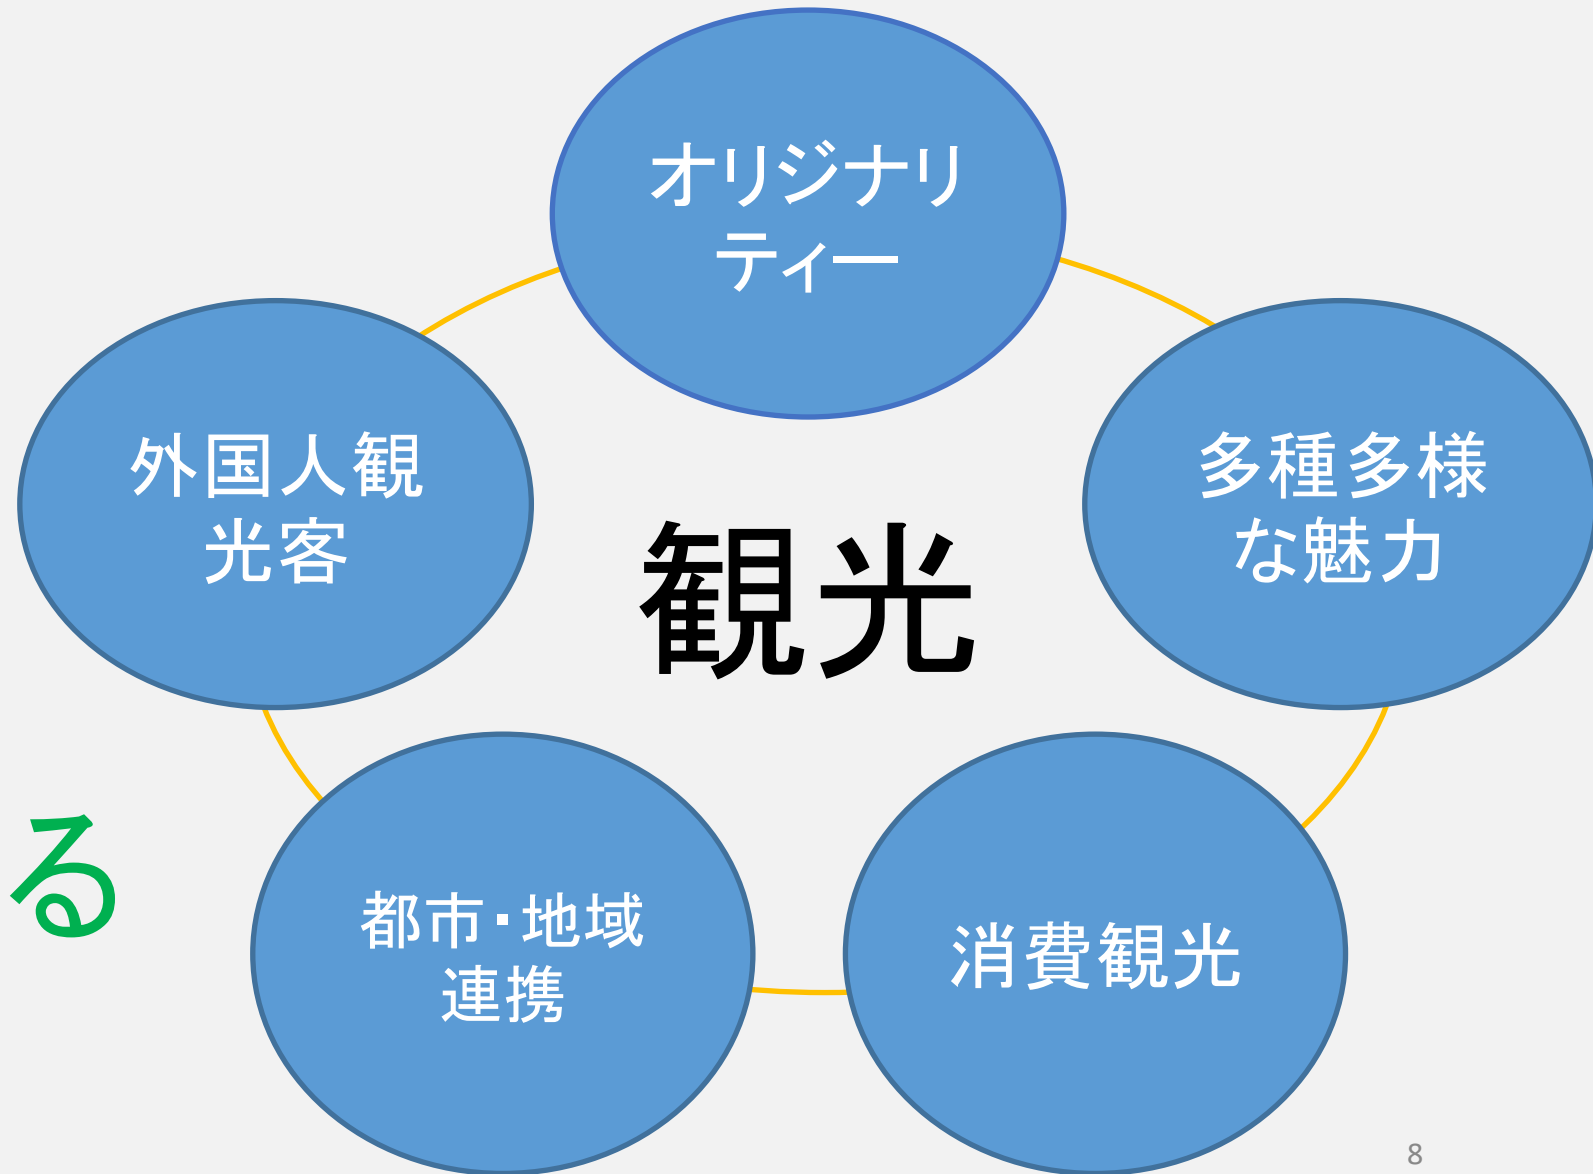 オリジナリ
ティー
外国人観
光客
多種多様
な魅力
観光
る
都市・地域
連携
消費観光
8